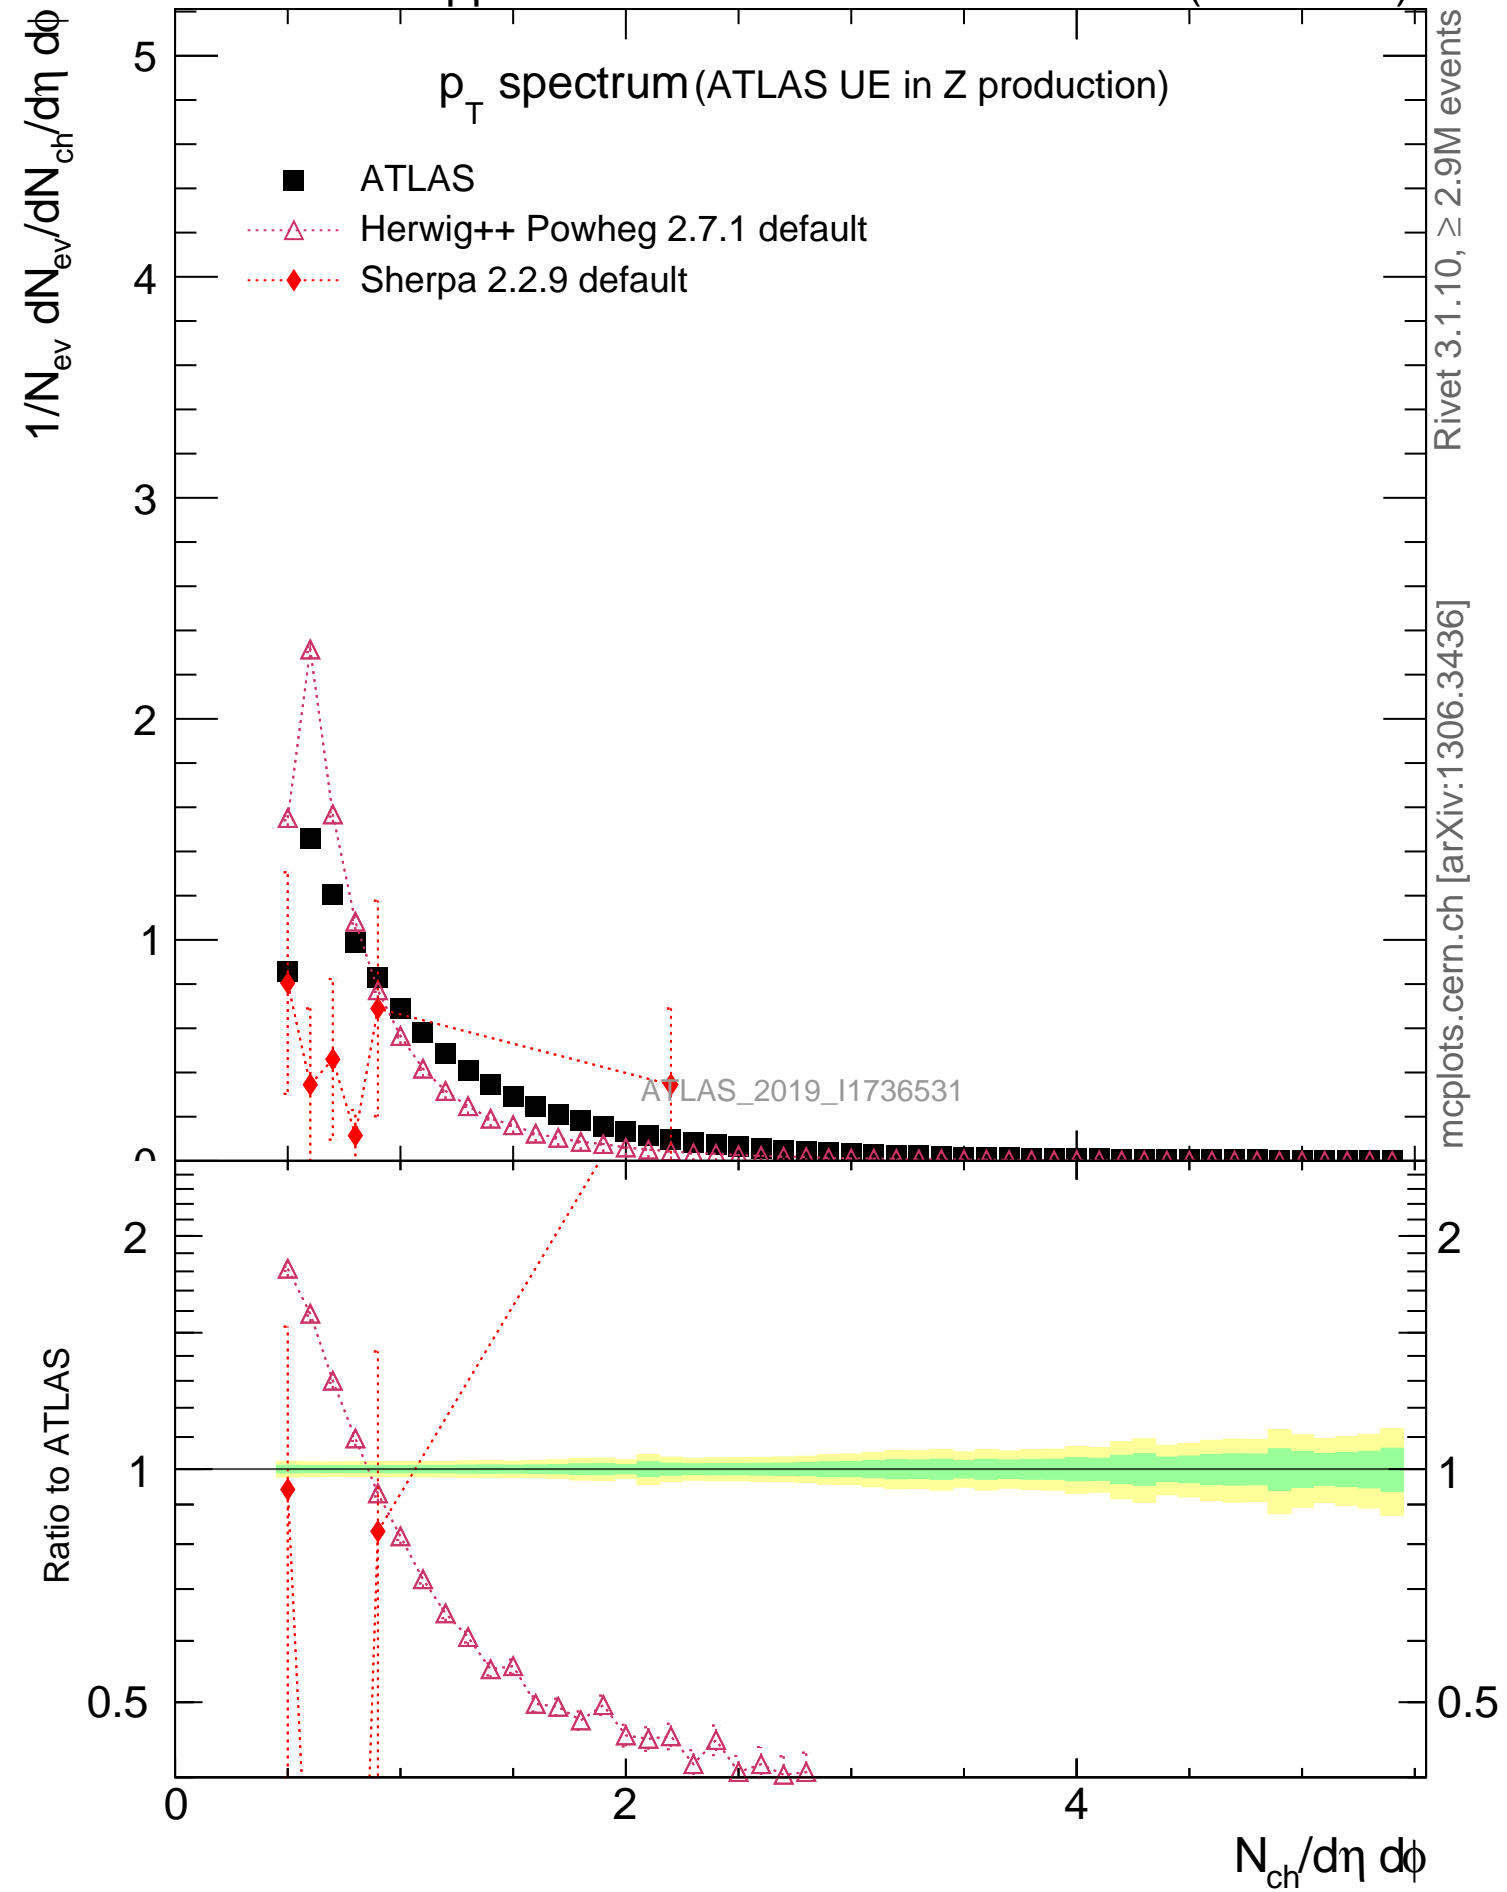 pp
p_T spectrum (ATLAS UE in Z production)
ATLAS
Herwig++ Powheg 2.7.1 default
Sherpa 2.2.9 default
1/N_ev dN_ev/dN_ch/dη dϕ
5
4
3
2
1
0
ATLAS_2019_I1736531
Rivet 3.1.10, ≥ 2.9M events
mcplots.cern.ch [arXiv:1306.3436]
Ratio to ATLAS
2
1
0.5
2
1
0.5
0
2
4
N_ch/dη dϕ